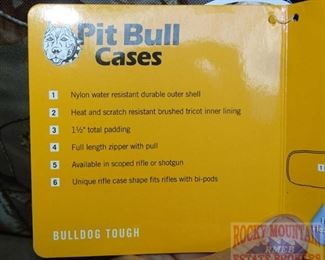 Pit Bull
Cases
1 Nylon water resistant durable outer shell
2 Heat and scratch resistant brushed tricot inner lining
3 1½" total padding
4 Full length zipper with pull
5 Available in scoped rifle or shotgun
6 Unique rifle case shape fits rifles with bi-pods
1
BULLDOG TOUGH
ROCKY MOUNTAIN
RMEB
ESTATE BROKERS